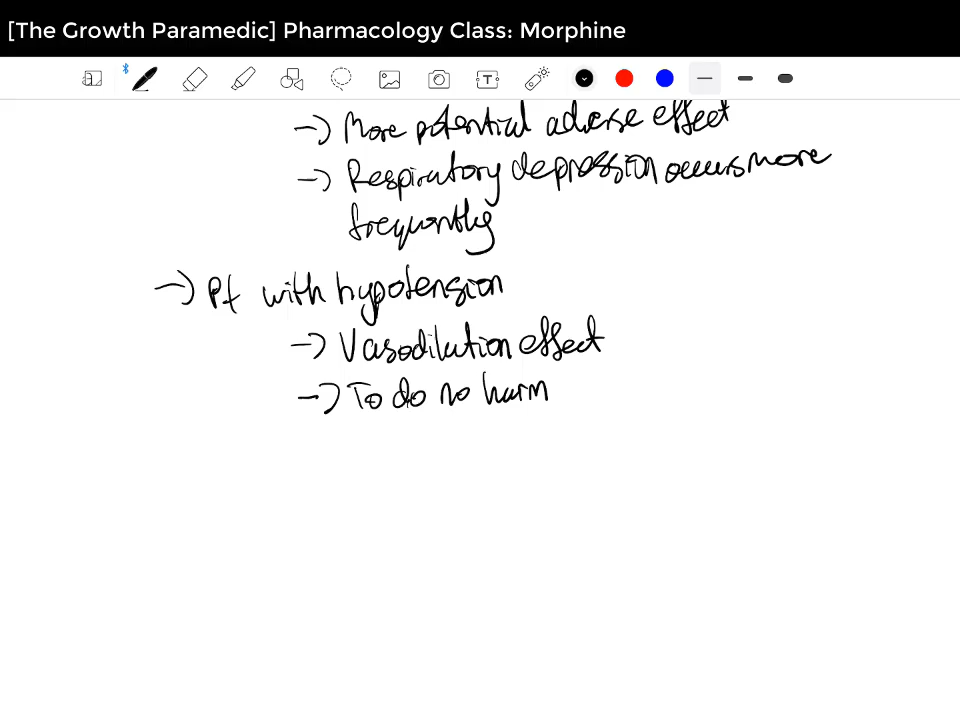 [The Growth Paramedic] Pharmacology Class: Morphine
→ More potential adverse effect
→ Respiratory depression occurs more
frequently
→ Pt with hypotension
→ Vasodilution effect
→ To do no harm